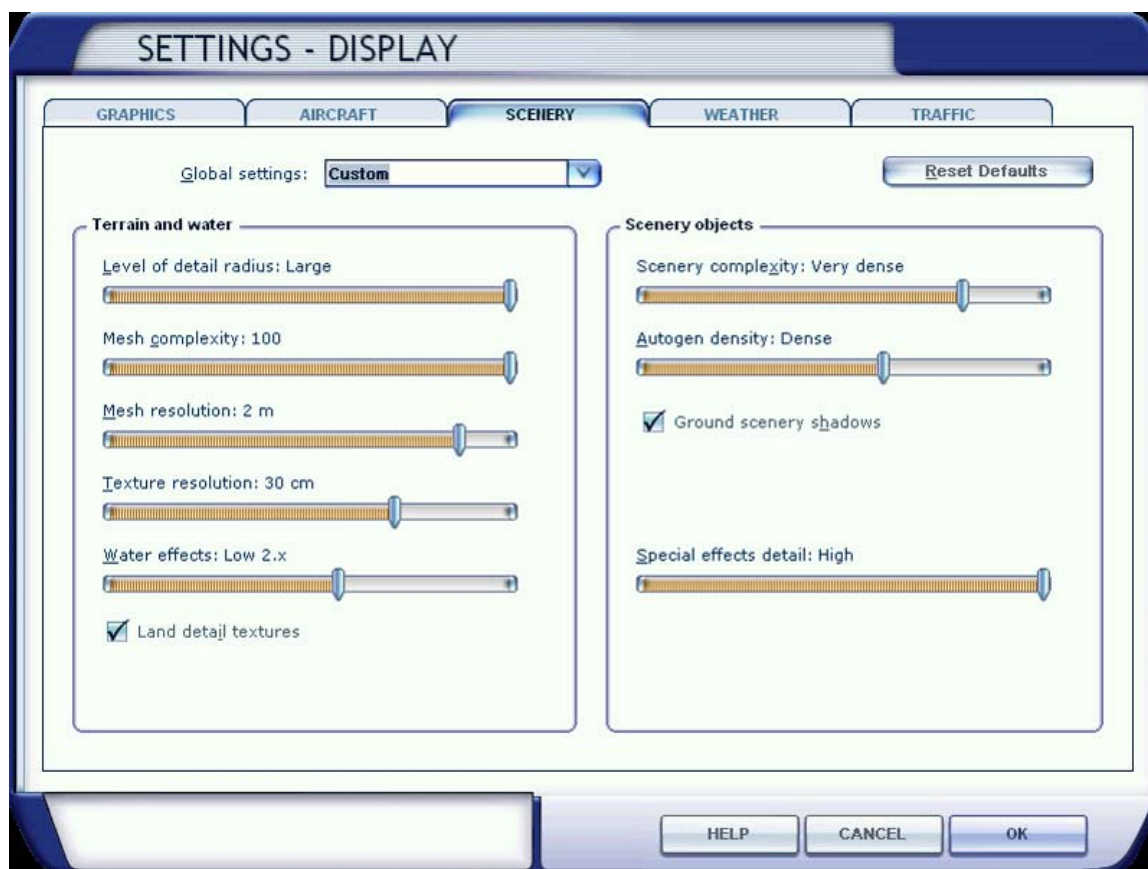 SETTINGS - DISPLAY
GRAPHICS
AIRCRAFT
SCENERY
WEATHER
TRAFFIC
Global settings: Custom
Reset Defaults
Terrain and water
Level of detail radius: Large
Mesh complexity: 100
Mesh resolution: 2 m
Texture resolution: 30 cm
Water effects: Low 2.x
Land detail textures
Scenery objects
Scenery complexity: Very dense
Autogen density: Dense
Ground scenery shadows
Special effects detail: High
HELP
CANCEL
OK